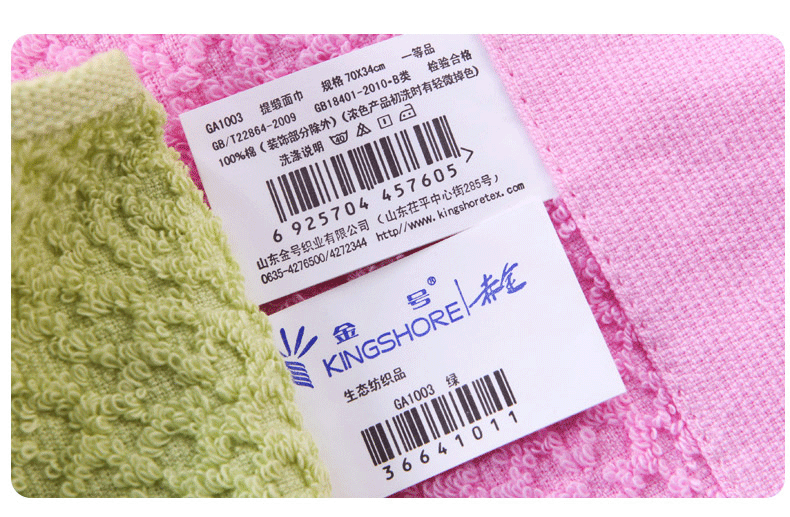 GA1003 提缎面巾 规格 70X34cm 一等品
GB/T22864-2009 GB18401-2010·B类 检验合格
100%棉（装饰部分除外）（浓色产品初洗时有轻微掉色）
洗涤说明
6 925704 457605
山东金号织业有限公司（山东茌平中心街285号）
0635-4276500/4272344 http//www.kingshoretex.com
金号®
KINGSHORE
生态纺织品
GA1003 绿
36641011